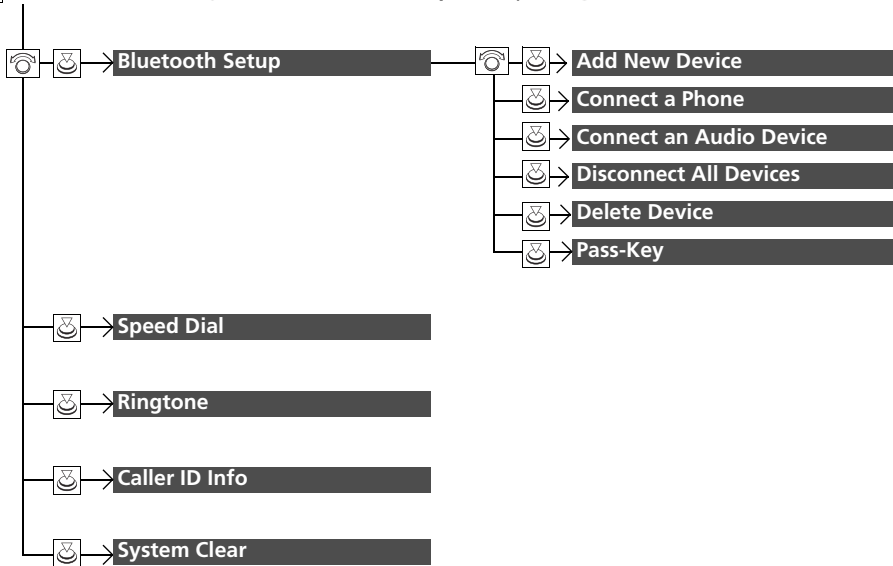 Bluetooth Setup
Add New Device
Connect a Phone
Connect an Audio Device
Disconnect All Devices
Delete Device
Pass-Key
Speed Dial
Ringtone
Caller ID Info
System Clear